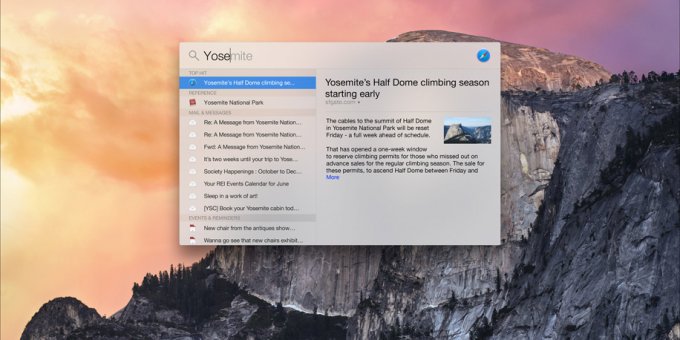 Yosemite
TOP HIT
Yosemite's Half Dome climbing se...
REFERENCE
Yosemite National Park
MAIL & MESSAGES
Re: A Message from Yosemite Nation...
Re: A Message from Yosemite Nation...
Fwd: A Message from Yosemite Natio...
It's two weeks until your trip to Yose...
Society Happenings : October to Dec...
Your REI Events Calendar for June
Sleep in a work of art!
[YSC] Book your Yosemite cabin tod...
EVENTS & REMINDERS
New chair from the antiques show...
Wanna go see that new chairs exhibit...
Yosemite's Half Dome climbing season
starting early
sfgate.com
The cables to the summit of Half Dome
in Yosemite National Park will be reset
Friday - a full week ahead of schedule.
That has opened a one-week window
to reserve climbing permits for those who missed out on
advance sales for the regular climbing season. The sale for
these permits, to ascend Half Dome between Friday and
More